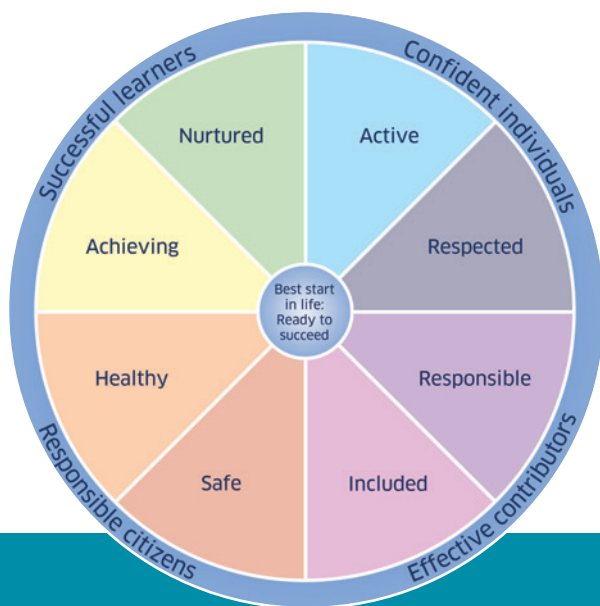 Successful learners
Confident individuals
Nurtured
Active
Achieving
Respected
Best start
in life:
Ready to
succeed
Healthy
Responsible
Safe
Included
Responsible citizens
Effective contributors